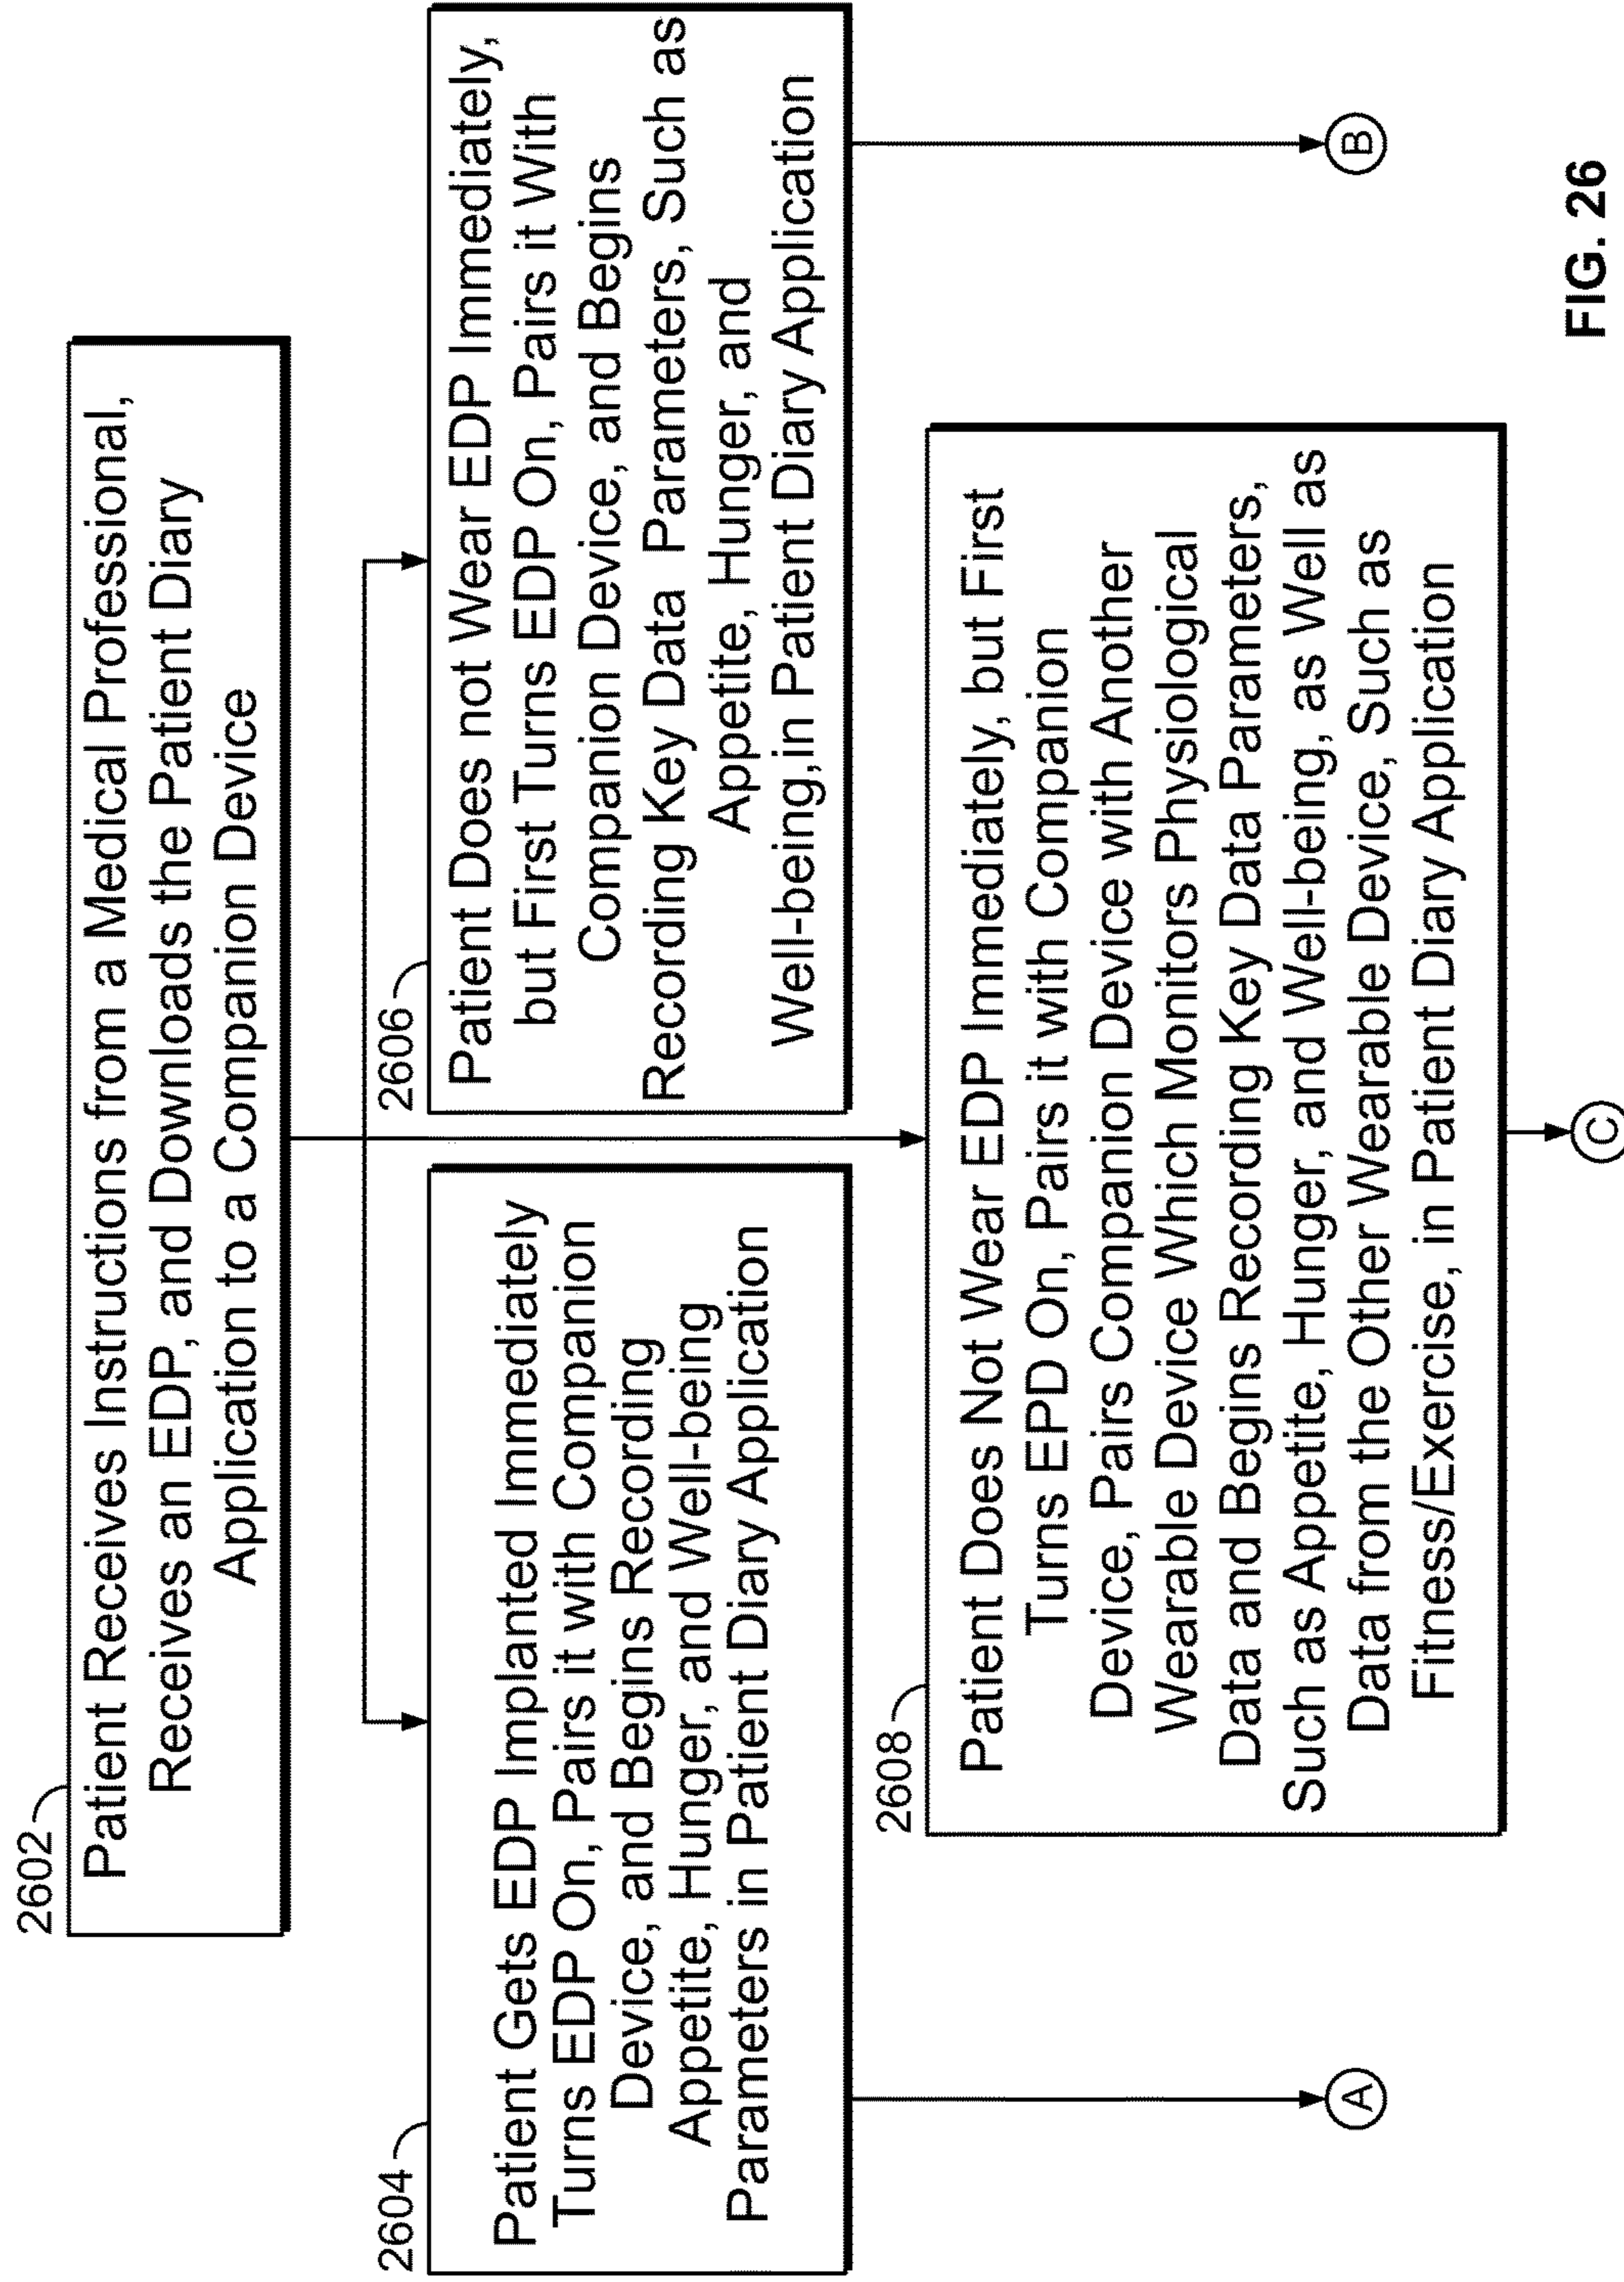 2602
Patient Receives Instructions from a Medical Professional,
Receives an EDP, and Downloads the Patient Diary
Application to a Companion Device
2604
Patient Gets EDP Implanted Immediately
Turns EDP On, Pairs it with Companion
Device, and Begins Recording
Appetite, Hunger, and Well-being
Parameters in Patient Diary Application
2606
Patient Does not Wear EDP Immediately,
but First Turns EDP On, Pairs it With
Companion Device, and Begins
Recording Key Data Parameters, Such as
Appetite, Hunger, and
Well-being,in Patient Diary Application
2608
Patient Does Not Wear EDP Immediately, but First
Turns EPD On, Pairs it with Companion
Device, Pairs Companion Device with Another
Wearable Device Which Monitors Physiological
Data and Begins Recording Key Data Parameters,
Such as Appetite, Hunger, and Well-being, as Well as
Data from the Other Wearable Device, Such as
Fitness/Exercise, in Patient Diary Application
A
B
C
FIG. 26